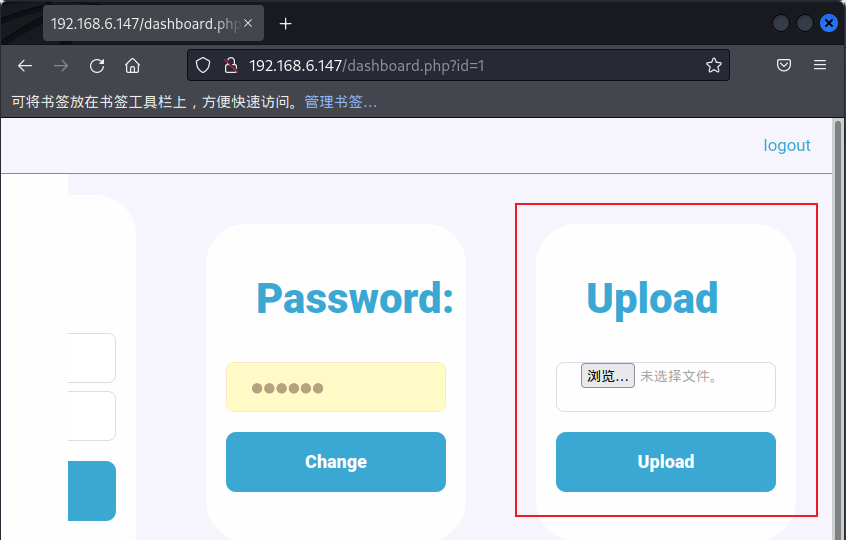 192.168.6.147/dashboard.php
192.168.6.147/dashboard.php?id=1
可将书签放在书签工具栏上，方便快速访问。管理书签…
logout
Password:
Change
Upload
浏览… 未选择文件。
Upload